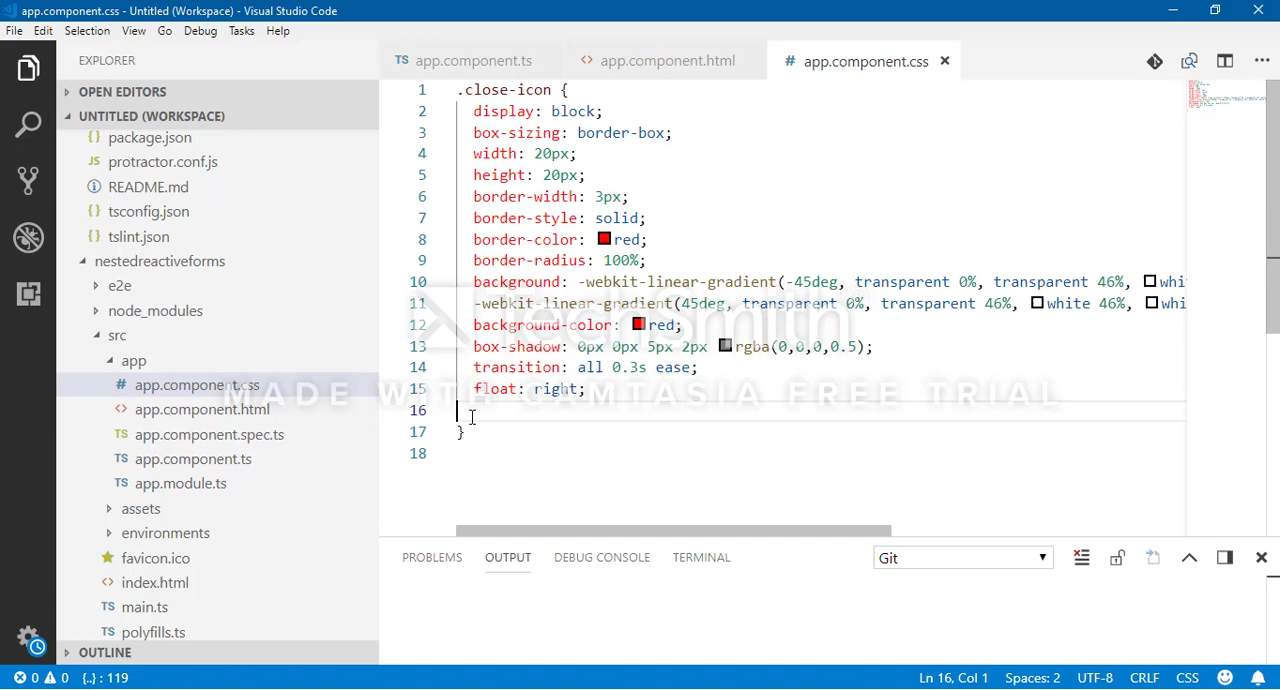 app.component.css - Untitled (Workspace) - Visual Studio Code
File Edit Selection View Go Debug Tasks Help
EXPLORER
OPEN EDITORS
UNTITLED (WORKSPACE)
{} package.json
JS protractor.conf.js
README.md
{} tsconfig.json
{} tslint.json
nestedreactiveforms
e2e
node_modules
src
app
# app.component.css
<> app.component.html
TS app.component.spec.ts
TS app.component.ts
TS app.module.ts
assets
environments
favicon.ico
<> index.html
TS main.ts
TS polyfills.ts
OUTLINE
TS app.component.ts <> app.component.html # app.component.css ×
1 .close-icon {
2 display: block;
3 box-sizing: border-box;
4 width: 20px;
5 height: 20px;
6 border-width: 3px;
7 border-style: solid;
8 border-color: red;
9 border-radius: 100%;
10 background: -webkit-linear-gradient(-45deg, transparent 0%, transparent 46%, whit
11 -webkit-linear-gradient(45deg, transparent 0%, transparent 46%, white 46%, whi
12 background-color: red;
13 box-shadow: 0px 0px 5px 2px rgba(0,0,0,0.5);
14 transition: all 0.3s ease;
15 float: right;
16
17 }
18
TechSmith
MADE WITH CAMTASIA FREE TRIAL
PROBLEMS OUTPUT DEBUG CONSOLE TERMINAL Git
0 0 {..} : 119 Ln 16, Col 1 Spaces: 2 UTF-8 CRLF CSS